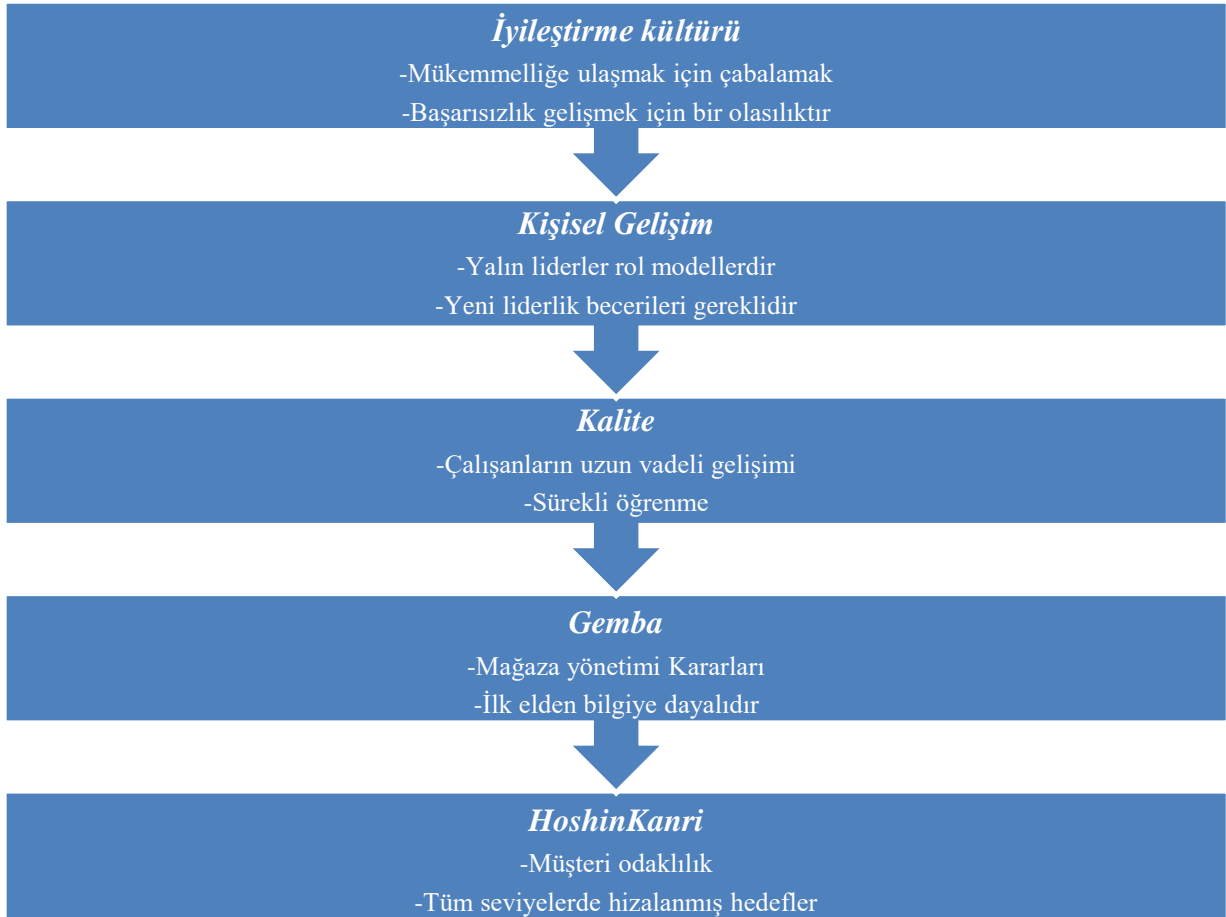 İyileştirme kültürü
-Mükemmelliğe ulaşmak için çabalamak
-Başarısızlık gelişmek için bir olasılıktır
Kişisel Gelişim
-Yalın liderler rol modellerdir
-Yeni liderlik becerileri gereklidir
Kalite
-Çalışanların uzun vadeli gelişimi
-Sürekli öğrenme
Gemba
-Mağaza yönetimi Kararları
-İlk elden bilgiye dayalıdır
HoshinKanri
-Müşteri odaklılık
-Tüm seviyelerde hizalanmış hedefler